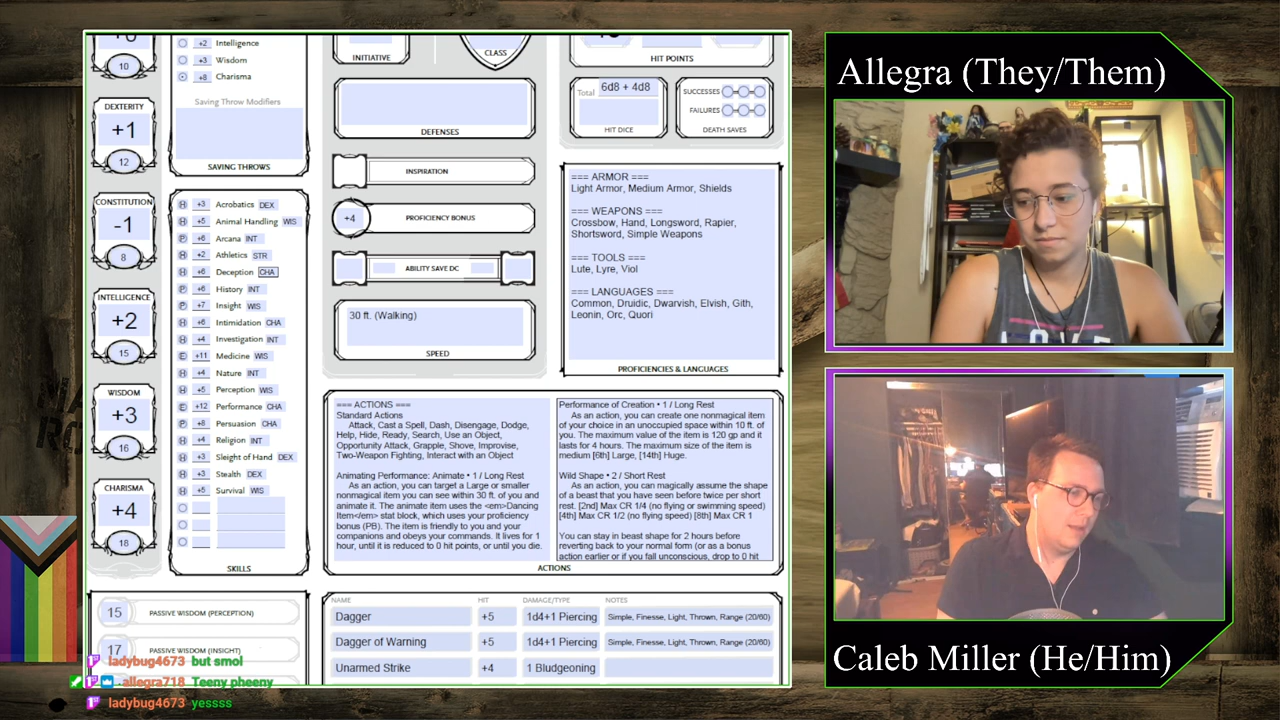 10
DEXTERITY
+1
12
CONSTITUTION
-1
8
INTELLIGENCE
+2
15
WISDOM
+3
16
CHARISMA
+4
18
+2 Intelligence
+3 Wisdom
+8 Charisma
Saving Throw Modifiers
SAVING THROWS
H +3 Acrobatics DEX
H +5 Animal Handling WIS
P +6 Arcana INT
H +2 Athletics STR
H +6 Deception CHA
P +6 History INT
P +7 Insight WIS
H +6 Intimidation CHA
H +4 Investigation INT
E +11 Medicine WIS
H +4 Nature INT
H +5 Perception WIS
E +12 Performance CHA
P +8 Persuasion CHA
H +4 Religion INT
H +3 Sleight of Hand DEX
H +3 Stealth DEX
H +5 Survival WIS
SKILLS
15 PASSIVE WISDOM (PERCEPTION)
17 PASSIVE WISDOM (INSIGHT)
INITIATIVE
CLASS
DEFENSES
INSPIRATION
+4 PROFICIENCY BONUS
ABILITY SAVE DC
30 ft. (Walking)
SPEED
HIT POINTS
Total 6d8 + 4d8
HIT DICE
SUCCESSES
FAILURES
DEATH SAVES
=== ARMOR ===
Light Armor, Medium Armor, Shields
=== WEAPONS ===
Crossbow, Hand, Longsword, Rapier,
Shortsword, Simple Weapons
=== TOOLS ===
Lute, Lyre, Viol
=== LANGUAGES ===
Common, Druidic, Dwarvish, Elvish, Gith,
Leonin, Orc, Quori
PROFICIENCIES & LANGUAGES
=== ACTIONS ===
Standard Actions
Attack, Cast a Spell, Dash, Disengage, Dodge,
Help, Hide, Ready, Search, Use an Object,
Opportunity Attack, Grapple, Shove, Improvise,
Two-Weapon Fighting, Interact with an Object
Animating Performance: Animate • 1 / Long Rest
As an action, you can target a Large or smaller
nonmagical item you can see within 30 ft. of you and
animate it. The animate item uses the <em>Dancing
Item</em> stat block, which uses your proficiency
bonus (PB). The item is friendly to you and your
companions and obeys your commands. It lives for 1
hour, until it is reduced to 0 hit points, or until you die.
Performance of Creation • 1 / Long Rest
As an action, you can create one nonmagical item
of your choice in an unoccupied space within 10 ft. of
you. The maximum value of the item is 120 gp and it
lasts for 4 hours. The maximum size of the item is
medium [6th] Large, [14th] Huge.
Wild Shape • 2 / Short Rest
As an action, you can magically assume the shape
of a beast that you have seen before twice per short
rest. [2nd] Max CR 1/4 (no flying or swimming speed)
[4th] Max CR 1/2 (no flying speed) [8th] Max CR 1
You can stay in beast shape for 2 hours before
reverting back to your normal form (or as a bonus
action earlier or if you fall unconscious, drop to 0 hit
ACTIONS
NAME HIT DAMAGE/TYPE NOTES
Dagger +5 1d4+1 Piercing Simple, Finesse, Light, Thrown, Range (20/60)
Dagger of Warning +5 1d4+1 Piercing Simple, Finesse, Light, Thrown, Range (20/60)
Unarmed Strike +4 1 Bludgeoning
ladybug4673 but smol
allegra718 Teeny pheeny
ladybug4673 yessss
Allegra (They/Them)
Caleb Miller (He/Him)